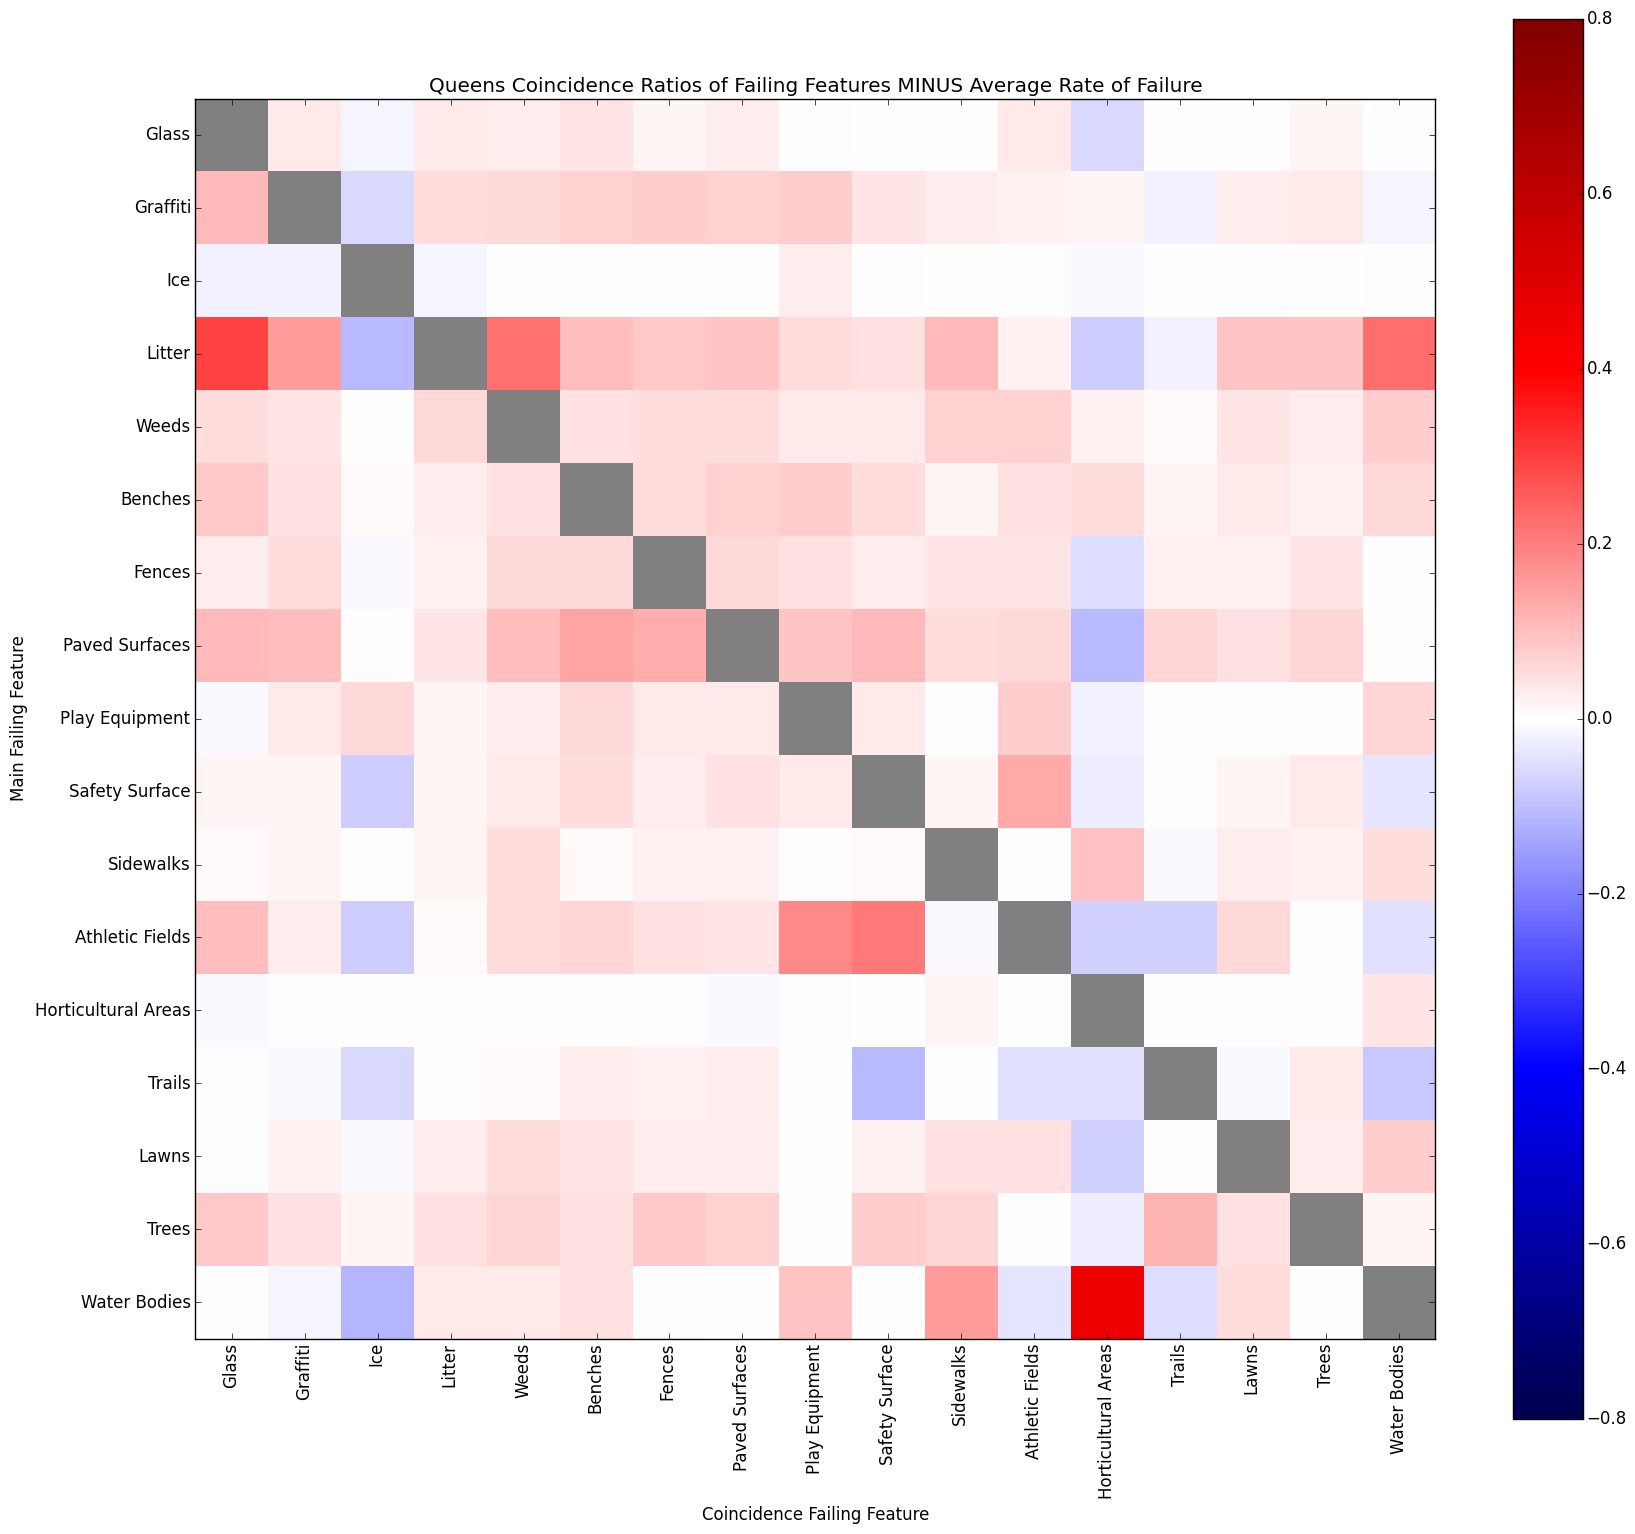 Queens Coincidence Ratios of Failing Features MINUS Average Rate of Failure
Main Failing Feature
Glass
Graffiti
Ice
Litter
Weeds
Benches
Fences
Paved Surfaces
Play Equipment
Safety Surface
Sidewalks
Athletic Fields
Horticultural Areas
Trails
Lawns
Trees
Water Bodies
Glass
Graffiti
Ice
Litter
Weeds
Benches
Fences
Paved Surfaces
Play Equipment
Safety Surface
Sidewalks
Athletic Fields
Horticultural Areas
Trails
Lawns
Trees
Water Bodies
Coincidence Failing Feature
0.8
0.6
0.4
0.2
0.0
−0.2
−0.4
−0.6
−0.8